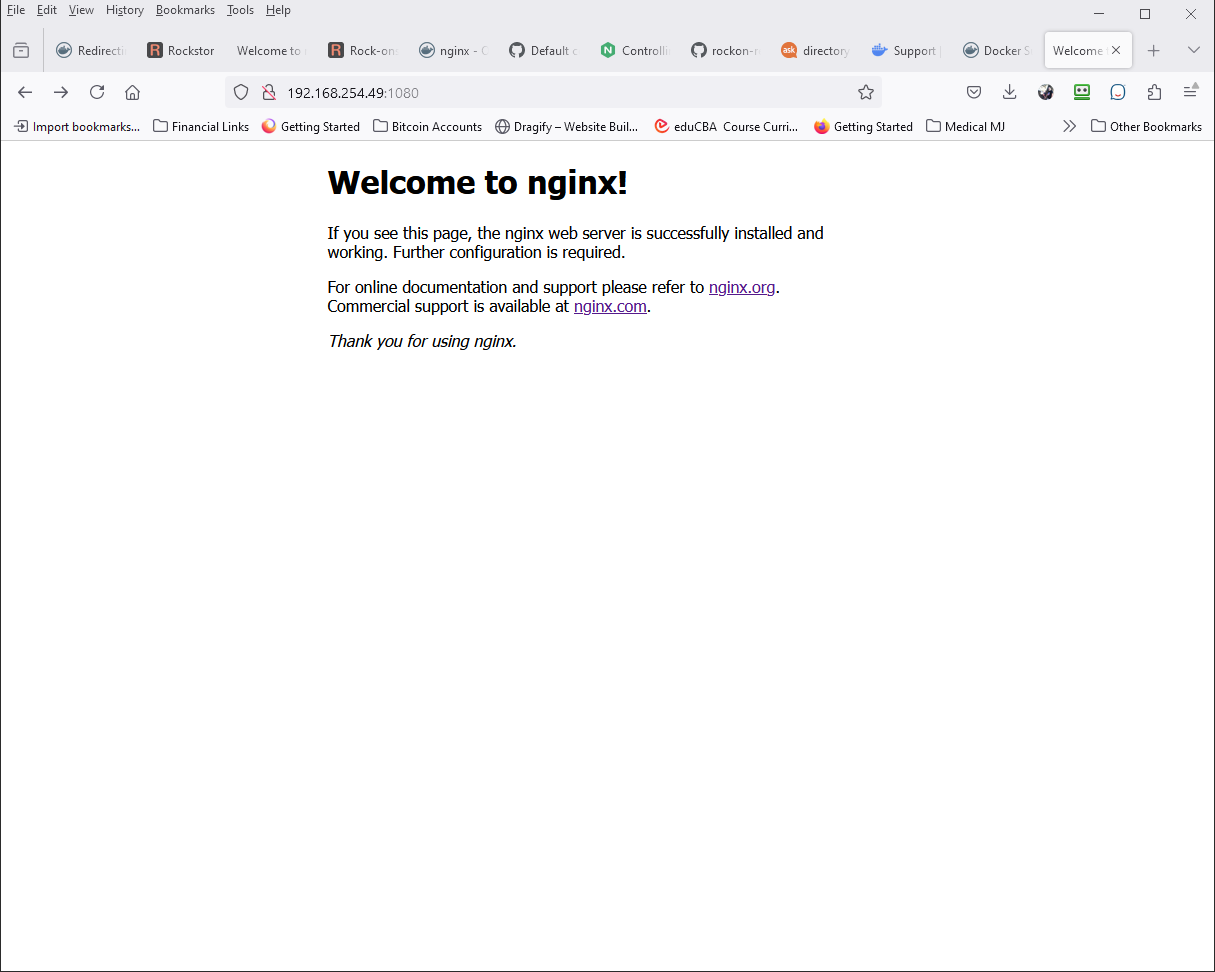 File Edit View History Bookmarks Tools Help
Redirecti Rockstor Welcome to Rock-ons nginx - C Default c Controlli rockon-r directory Support | Docker S Welcome
192.168.254.49:1080
Import bookmarks... Financial Links Getting Started Bitcoin Accounts Dragify – Website Buil... eduCBA Course Curri... Getting Started Medical MJ Other Bookmarks
Welcome to nginx!
If you see this page, the nginx web server is successfully installed and
working. Further configuration is required.
For online documentation and support please refer to nginx.org.
Commercial support is available at nginx.com.
Thank you for using nginx.